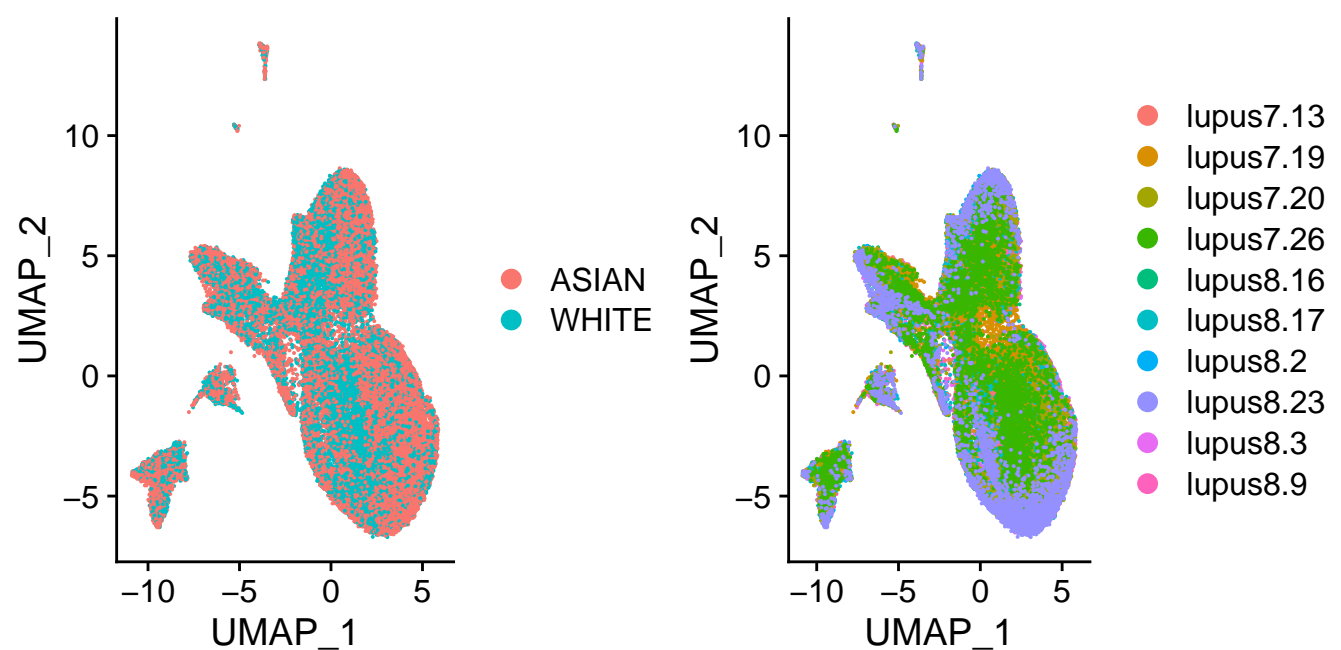 UMAP_2
10
5
0
−5
−10
−5
0
5
UMAP_1
ASIAN
WHITE
UMAP_2
10
5
0
−5
−10
−5
0
5
UMAP_1
lupus7.13
lupus7.19
lupus7.20
lupus7.26
lupus8.16
lupus8.17
lupus8.2
lupus8.23
lupus8.3
lupus8.9